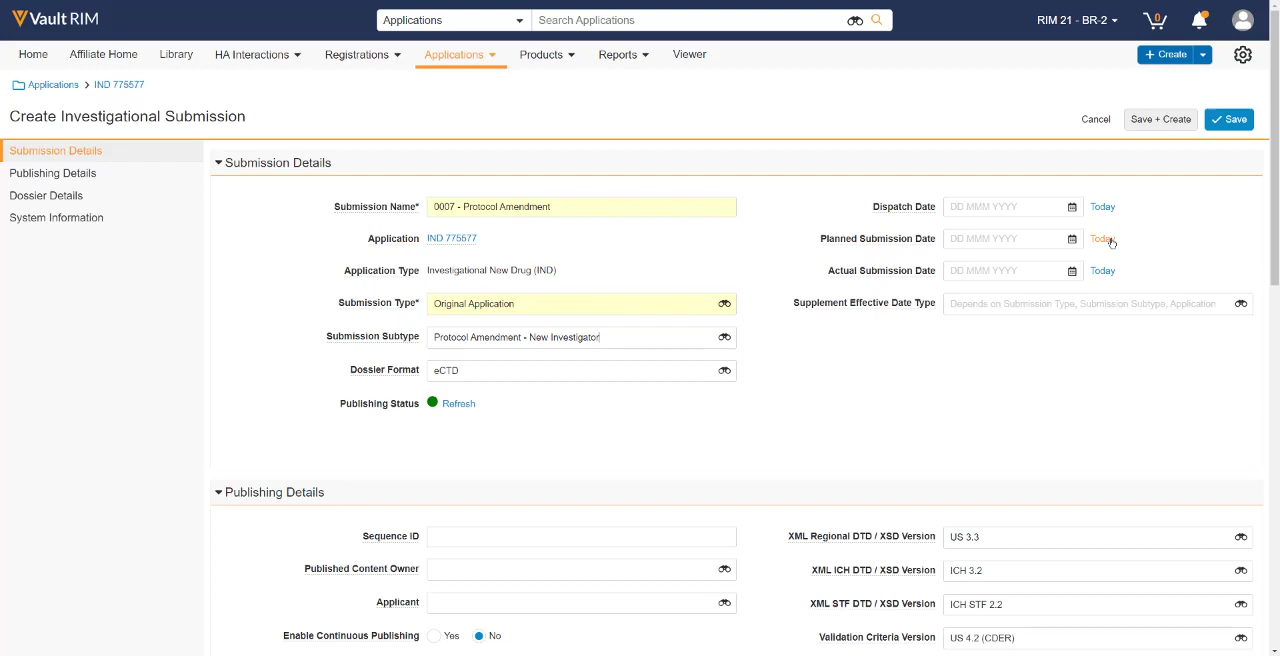 Vault RIM
Applications
Search Applications
RIM 21 - BR-2
0
Home
Affiliate Home
Library
HA Interactions
Registrations
Applications
Products
Reports
Viewer
+ Create
Applications > IND 775577
Create Investigational Submission
Cancel
Save + Create
Save
Submission Details
Publishing Details
Dossier Details
System Information
Submission Details
Submission Name* 0007 - Protocol Amendment
Application IND 775577
Application Type Investigational New Drug (IND)
Submission Type* Original Application
Submission Subtype Protocol Amendment - New Investigator
Dossier Format eCTD
Publishing Status Refresh
Dispatch Date DD MMM YYYY Today
Planned Submission Date DD MMM YYYY Today
Actual Submission Date DD MMM YYYY Today
Supplement Effective Date Type Depends on Submission Type, Submission Subtype, Application
Publishing Details
Sequence ID
Published Content Owner
Applicant
Enable Continuous Publishing Yes No
XML Regional DTD / XSD Version US 3.3
XML ICH DTD / XSD Version ICH 3.2
XML STF DTD / XSD Version ICH STF 2.2
Validation Criteria Version US 4.2 (CDER)